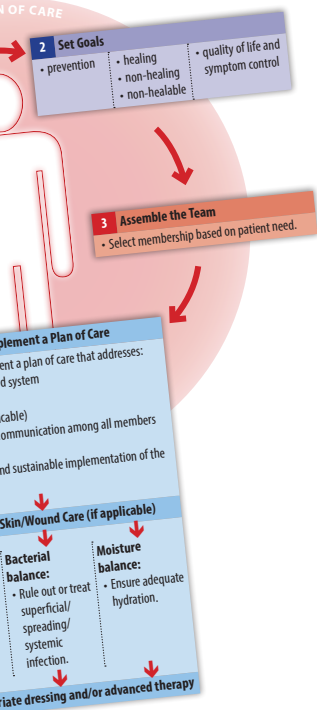 OF CARE
2 Set Goals
• prevention
• healing
• non-healing
• non-healable
• quality of life and
symptom control
3 Assemble the Team
• Select membership based on patient need.
plement a Plan of Care
ent a plan of care that addresses:
d system
cable)
ommunication among all members
nd sustainable implementation of the
Skin/Wound Care (if applicable)
Bacterial
balance:
• Rule out or treat
superficial/
spreading/
systemic
infection.
Moisture
balance:
• Ensure adequate
hydration.
riate dressing and/or advanced therapy